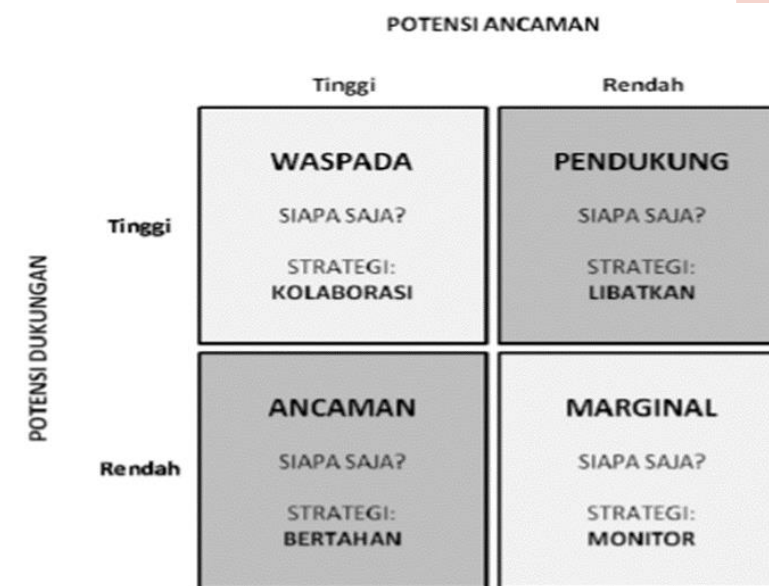 POTENSI ANCAMAN
Tinggi
Rendah
POTENSI DUKUNGAN
Tinggi
WASPADA
SIAPA SAJA?
STRATEGI:
KOLABORASI
PENDUKUNG
SIAPA SAJA?
STRATEGI:
LIBATKAN
Rendah
ANCAMAN
SIAPA SAJA?
STRATEGI:
BERTAHAN
MARGINAL
SIAPA SAJA?
STRATEGI:
MONITOR